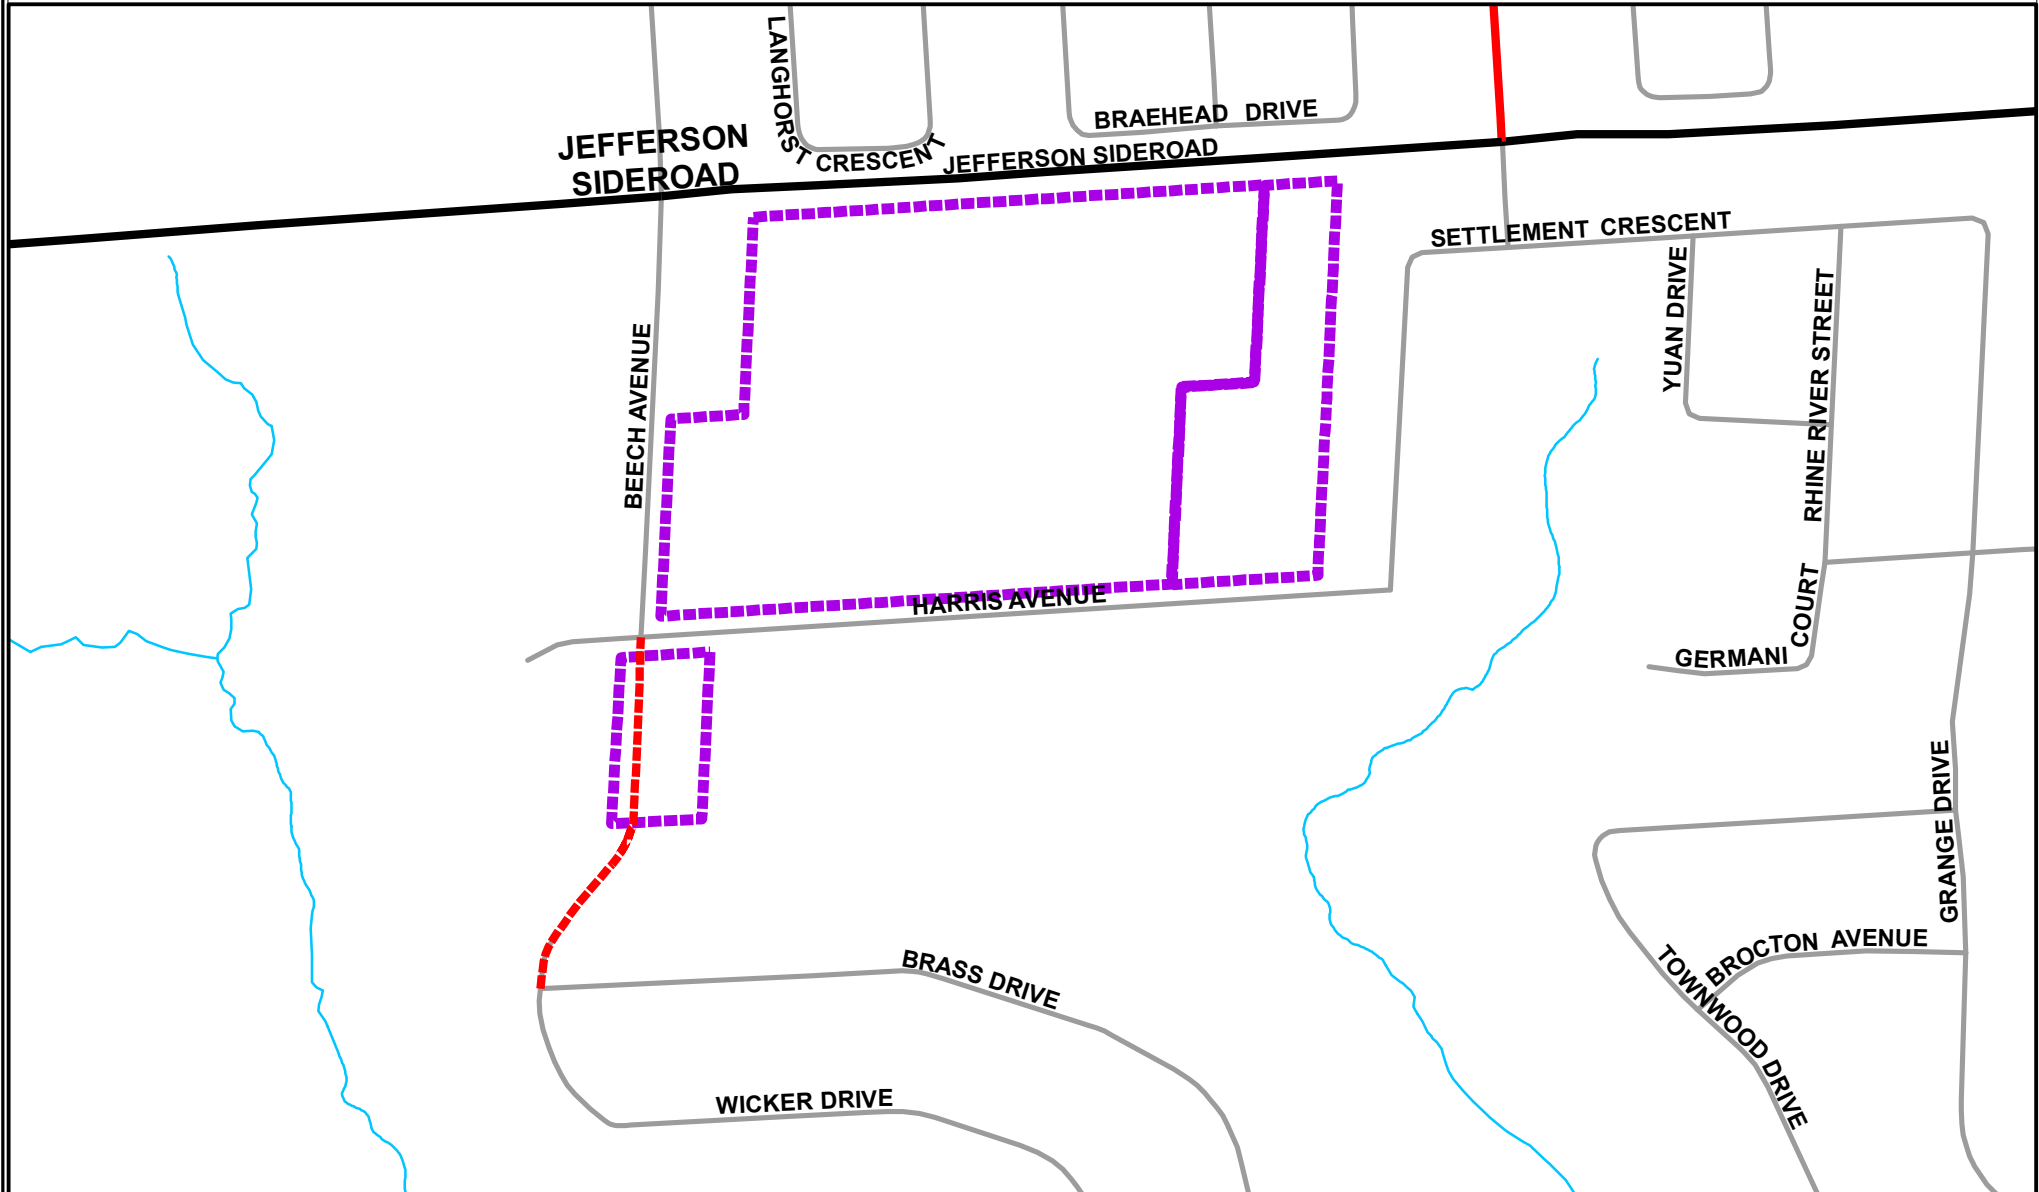 LANGHORST CRESCENT
BRAEHEAD DRIVE
JEFFERSON
SIDEROAD
JEFFERSON SIDEROAD
SETTLEMENT CRESCENT
YUAN DRIVE
RHINE RIVER STREET
BEECH AVENUE
HARRIS AVENUE
GERMANI COURT
GRANGE DRIVE
BROCTON AVENUE
TOWNWOOD DRIVE
BRASS DRIVE
WICKER DRIVE